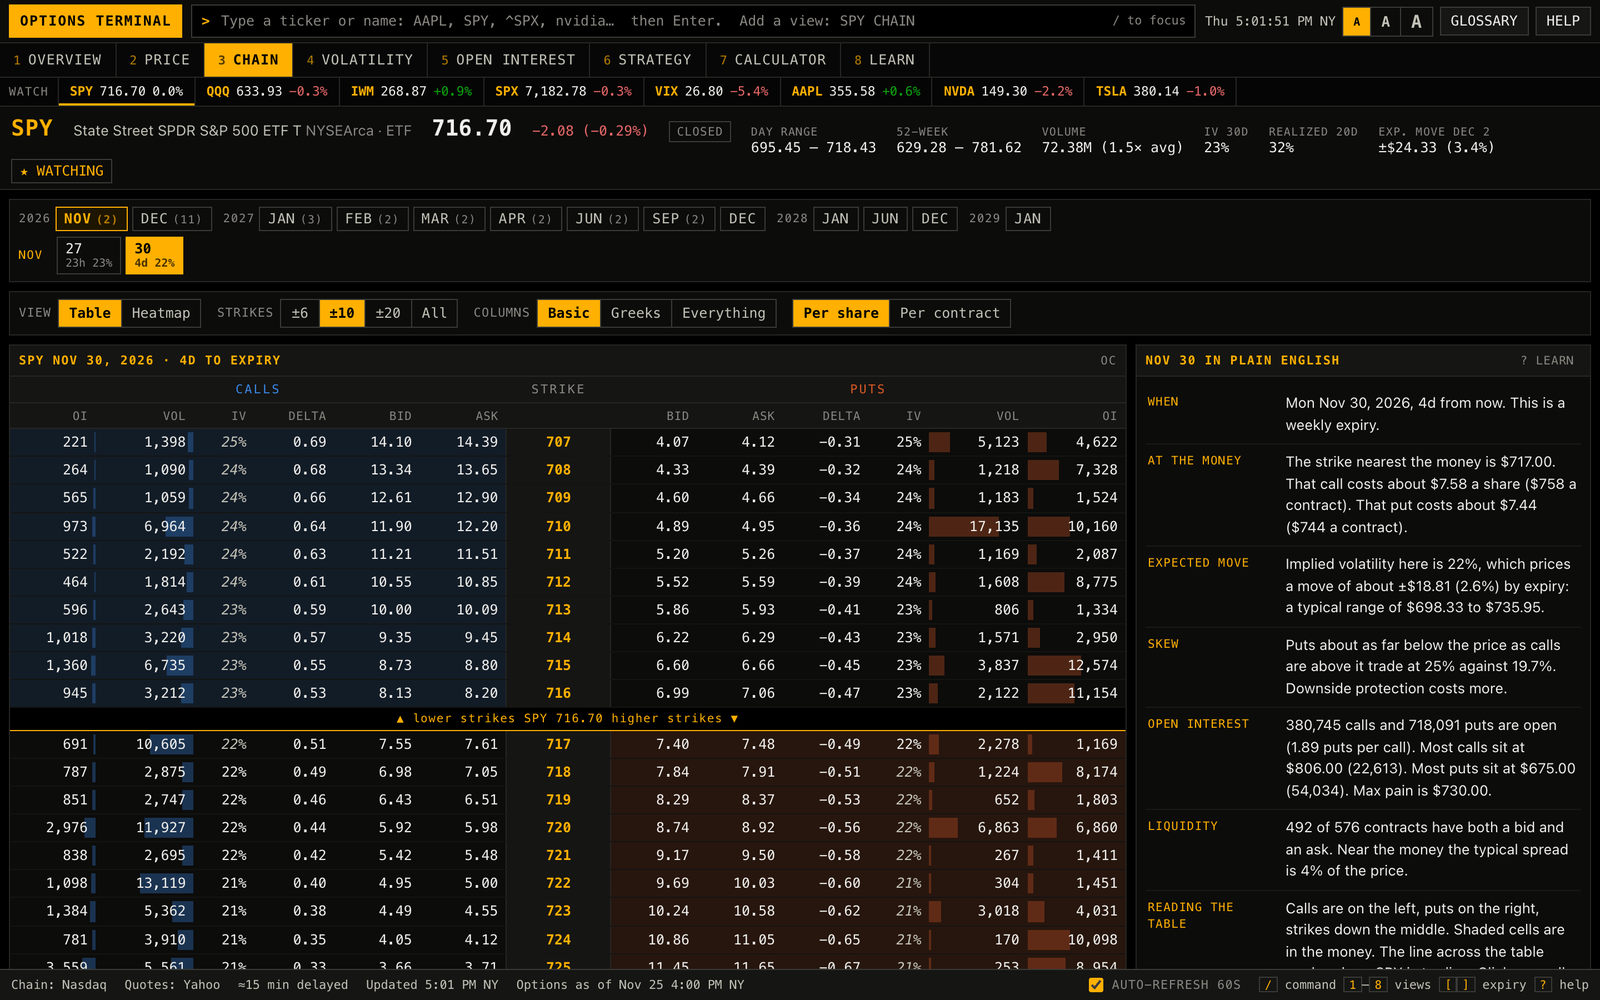 OPTIONS TERMINAL > Type a ticker or name: AAPL, SPY, ^SPX, nvidia… then Enter. Add a view: SPY CHAIN / to focus Thu 5:01:51 PM NY A A A GLOSSARY HELP
1 OVERVIEW 2 PRICE 3 CHAIN 4 VOLATILITY 5 OPEN INTEREST 6 STRATEGY 7 CALCULATOR 8 LEARN
WATCH SPY 716.70 0.0% QQQ 633.93 −0.3% IWM 268.87 +0.9% SPX 7,182.78 −0.3% VIX 26.80 −5.4% AAPL 355.58 +0.6% NVDA 149.30 −2.2% TSLA 380.14 −1.0%
SPY State Street SPDR S&P 500 ETF T NYSEArca · ETF 716.70 −2.08 (−0.29%) CLOSED
DAY RANGE 52-WEEK VOLUME IV 30D REALIZED 20D EXP. MOVE DEC 2
695.45 – 718.43 629.28 – 781.62 72.38M (1.5× avg) 23% 32% ±$24.33 (3.4%)
★ WATCHING
2026 NOV (2) DEC (11) 2027 JAN (3) FEB (2) MAR (2) APR (2) JUN (2) SEP (2) DEC 2028 JAN JUN DEC 2029 JAN
NOV 27 30
23h 23% 4d 22%
VIEW Table Heatmap STRIKES ±6 ±10 ±20 All COLUMNS Basic Greeks Everything Per share Per contract
SPY NOV 30, 2026 · 4D TO EXPIRY OC
CALLS STRIKE PUTS
OI VOL IV DELTA BID ASK BID ASK DELTA IV VOL OI
221 1,398 25% 0.69 14.10 14.39 707 4.07 4.12 −0.31 25% 5,123 4,622
264 1,090 24% 0.68 13.34 13.65 708 4.33 4.39 −0.32 24% 1,218 7,328
565 1,059 24% 0.66 12.61 12.90 709 4.60 4.66 −0.34 24% 1,183 1,524
973 6,964 24% 0.64 11.90 12.20 710 4.89 4.95 −0.36 24% 17,135 10,160
522 2,192 24% 0.63 11.21 11.51 711 5.20 5.26 −0.37 24% 1,169 2,087
464 1,814 24% 0.61 10.55 10.85 712 5.52 5.59 −0.39 24% 1,608 8,775
596 2,643 23% 0.59 10.00 10.09 713 5.86 5.93 −0.41 23% 806 1,334
1,018 3,220 23% 0.57 9.35 9.45 714 6.22 6.29 −0.43 23% 1,571 2,950
1,360 6,735 23% 0.55 8.73 8.80 715 6.60 6.66 −0.45 23% 3,837 12,574
945 3,212 23% 0.53 8.13 8.20 716 6.99 7.06 −0.47 23% 2,122 11,154
▲ lower strikes SPY 716.70 higher strikes ▼
691 10,605 22% 0.51 7.55 7.61 717 7.40 7.48 −0.49 22% 2,278 1,169
787 2,875 22% 0.49 6.98 7.05 718 7.84 7.91 −0.51 22% 1,224 8,174
851 2,747 22% 0.46 6.43 6.51 719 8.29 8.37 −0.53 22% 652 1,803
2,976 11,927 22% 0.44 5.92 5.98 720 8.74 8.92 −0.56 22% 6,863 6,860
838 2,695 22% 0.42 5.42 5.48 721 9.17 9.50 −0.58 22% 267 1,411
1,098 13,119 21% 0.40 4.95 5.00 722 9.69 10.03 −0.60 21% 304 1,451
1,384 5,362 21% 0.38 4.49 4.55 723 10.24 10.58 −0.62 21% 3,018 4,031
781 3,910 21% 0.35 4.05 4.12 724 10.86 11.05 −0.65 21% 170 10,098
3,559 5,561 21% 0.33 3.66 3.71 725 11.45 11.65 −0.67 21% 253 8,954
NOV 30 IN PLAIN ENGLISH ? LEARN
WHEN Mon Nov 30, 2026, 4d from now. This is a
weekly expiry.
AT THE MONEY The strike nearest the money is $717.00.
That call costs about $7.58 a share ($758 a
contract). That put costs about $7.44
($744 a contract).
EXPECTED MOVE Implied volatility here is 22%, which prices
a move of about ±$18.81 (2.6%) by expiry:
a typical range of $698.33 to $735.95.
SKEW Puts about as far below the price as calls
are above it trade at 25% against 19.7%.
Downside protection costs more.
OPEN INTEREST 380,745 calls and 718,091 puts are open
(1.89 puts per call). Most calls sit at
$806.00 (22,613). Most puts sit at $675.00
(54,034). Max pain is $730.00.
LIQUIDITY 492 of 576 contracts have both a bid and
an ask. Near the money the typical spread
is 4% of the price.
READING THE TABLE Calls are on the left, puts on the right,
strikes down the middle. Shaded cells are
in the money. The line across the table
Chain: Nasdaq Quotes: Yahoo ≈15 min delayed Updated 5:01 PM NY Options as of Nov 25 4:00 PM NY AUTO-REFRESH 60S / command 1–8 views [ ] expiry ? help